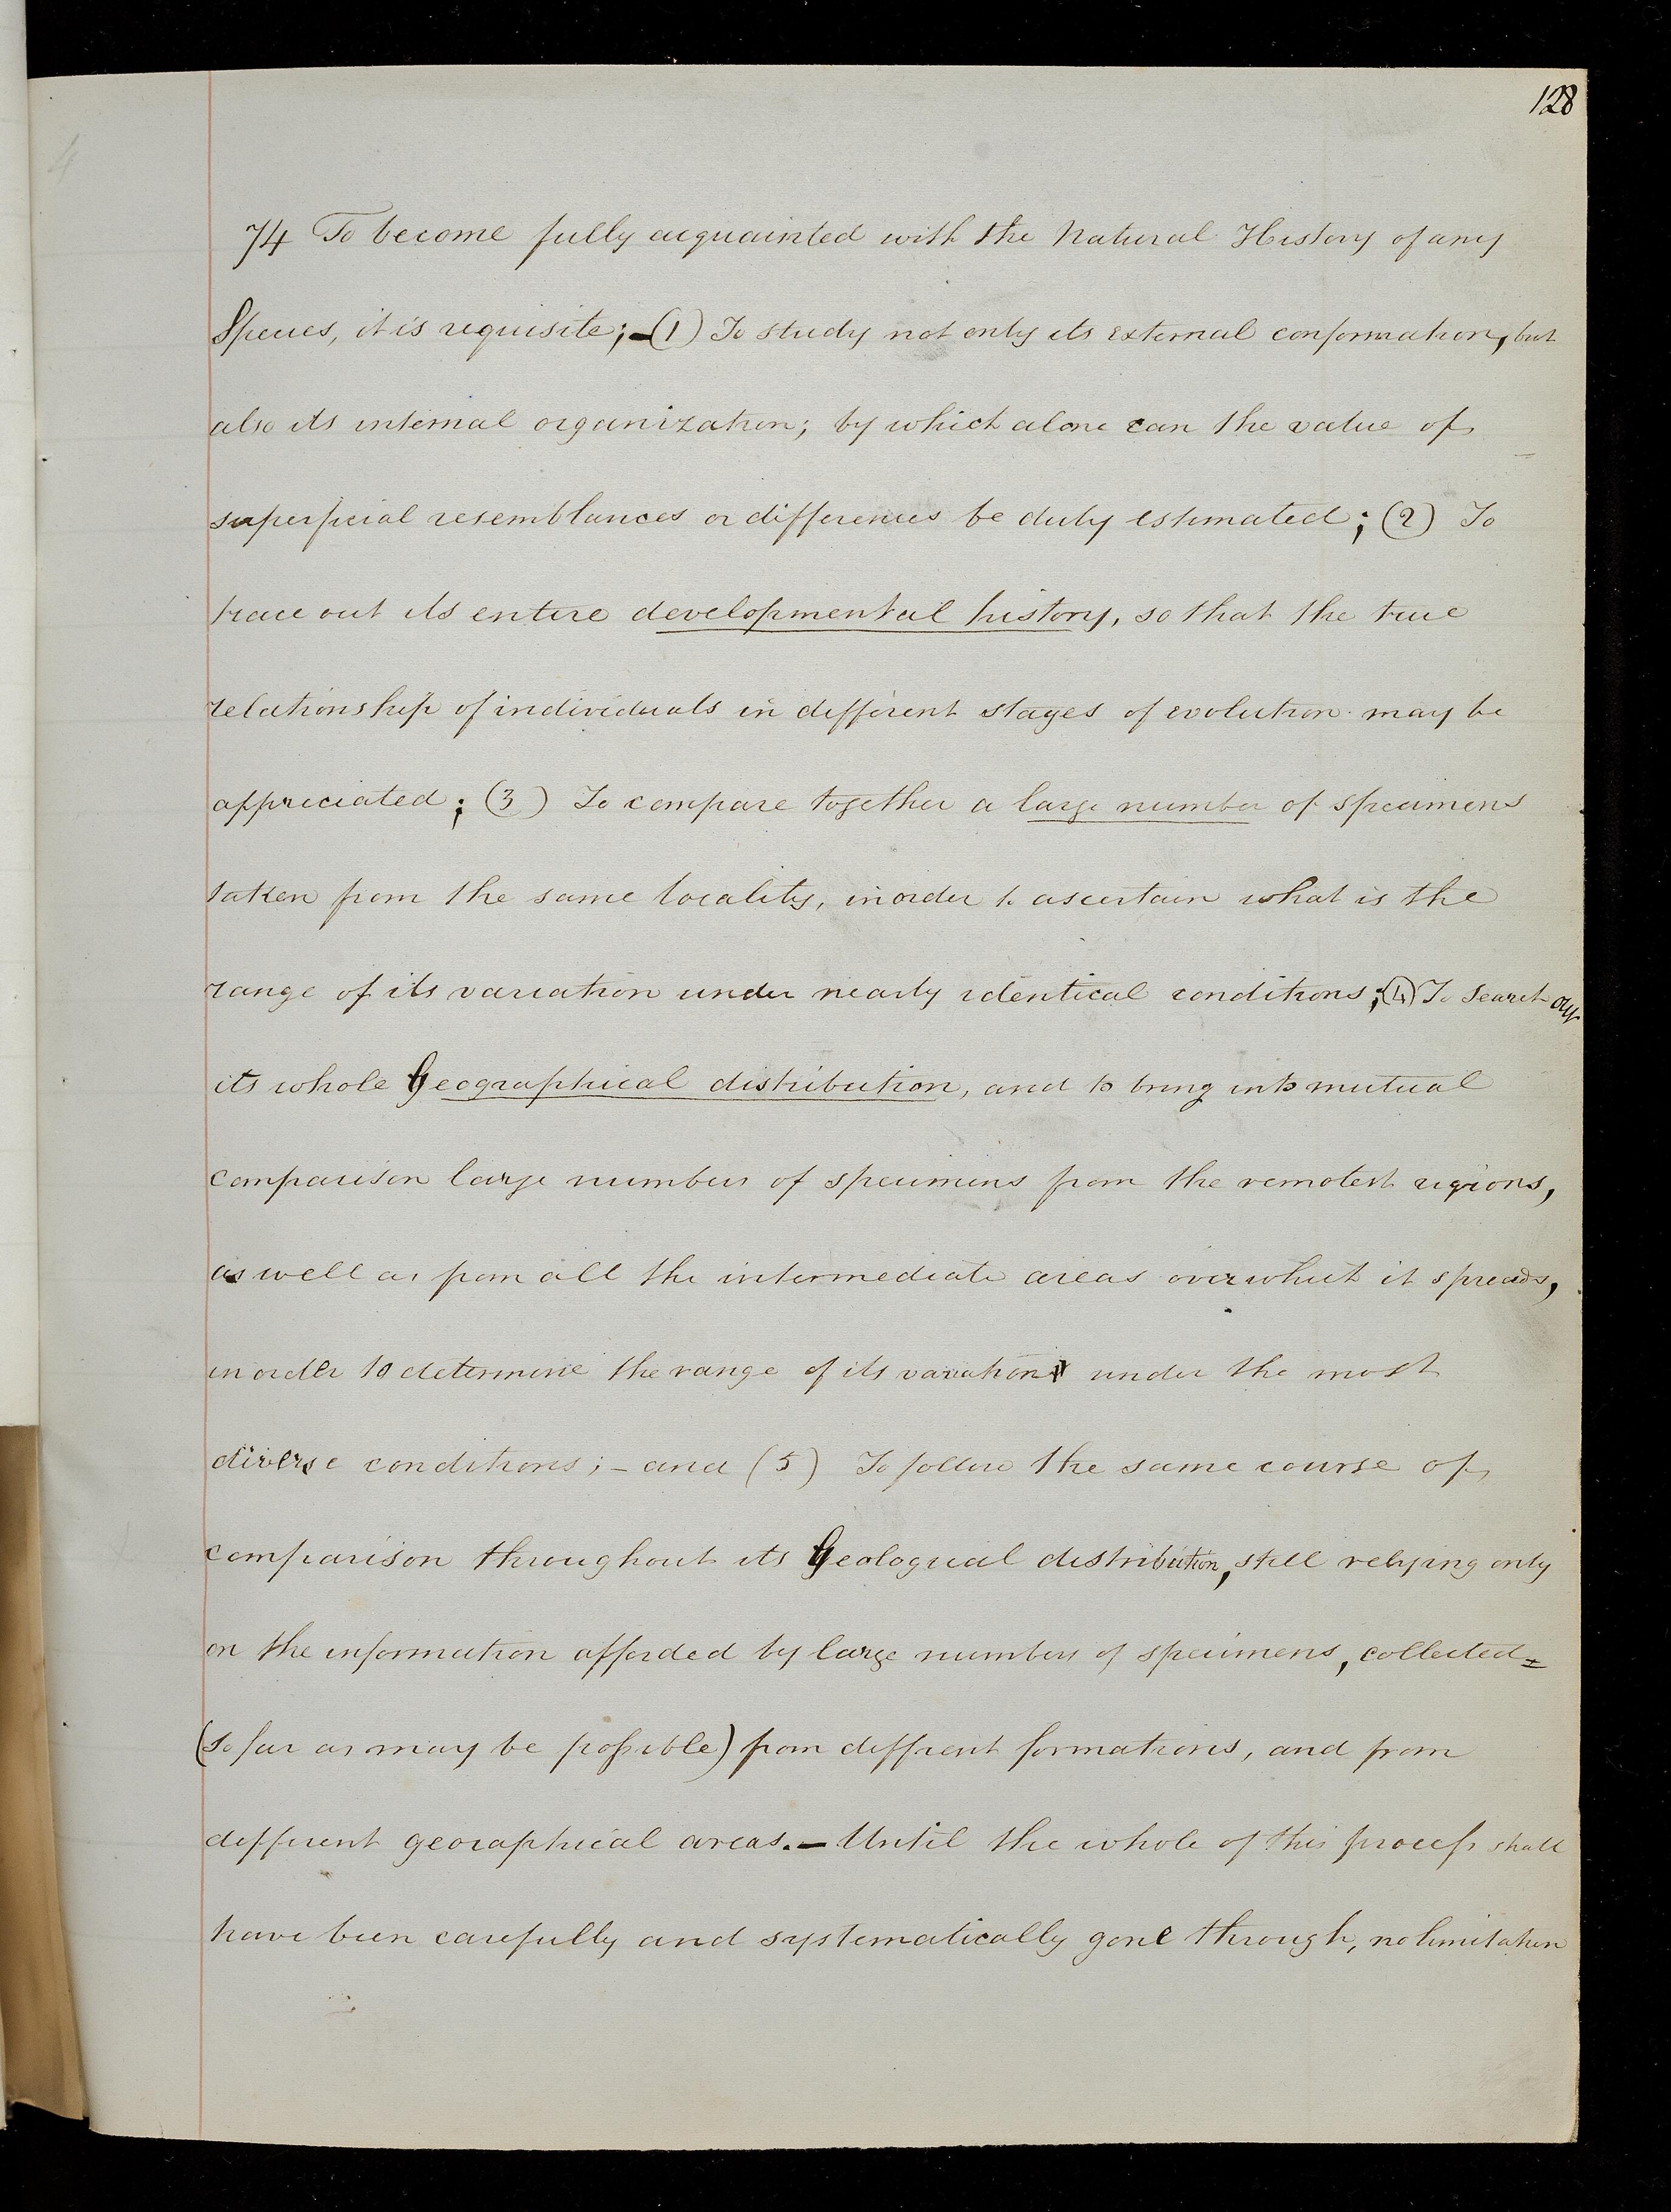 128
74 To become fully acquainted with the Natural History of any
Species, it is requisite;—(1) To study not only its external conformation, but
also its internal organization; by which alone can the value of
superficial resemblances or differences be duly estimated; (2) To
trace out its entire developmental history, so that the true
relationship of individuals in different stages of evolution may be
appreciated; (3) To compare together a large number of specimens
taken from the same locality, in order to ascertain what is the
range of its variation under nearly identical conditions; (4) To search out
its whole Geographical distribution, and to bring into mutual
comparison large numbers of specimens from the remotest regions,
as well as from all the intermediate areas over which it spreads,
in order to determine the range of its variation under the most
diverse conditions; - and (5) To follow the same course of
comparison throughout its Geological distribution, still relying only
on the information afforded by large numbers of specimens, collected
(so far as may be possible) from different formations, and from
different geographical areas.— Until the whole of this process shall
have been carefully and systematically gone through, no limitation